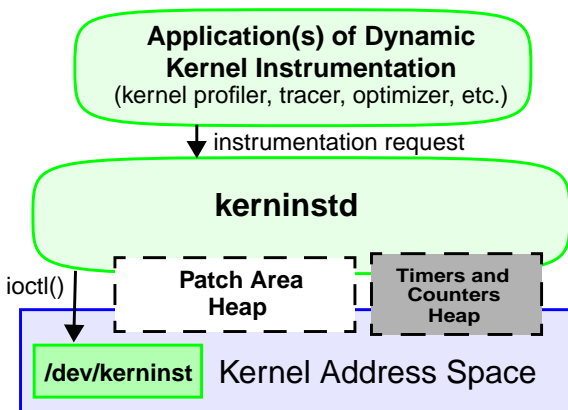 Application(s) of Dynamic
Kernel Instrumentation
(kernel profiler, tracer, optimizer, etc.)
instrumentation request
kerninstd
ioctl()
Patch Area
Heap
Timers and
Counters
Heap
/dev/kerninst
Kernel Address Space